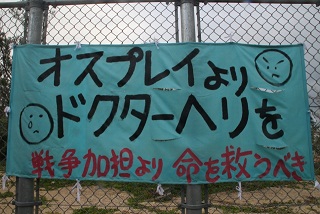 オスプレイより
ドクターヘリを
戦争加担より 命を救うべき